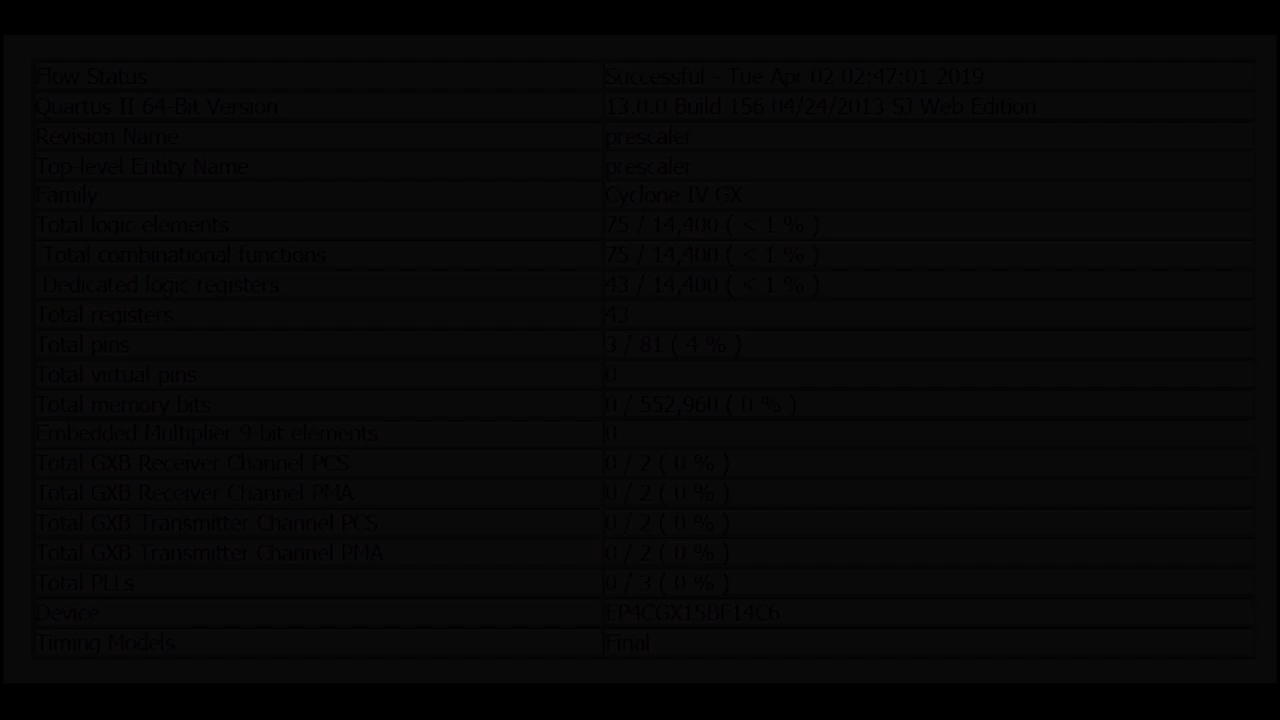 Flow Status Successful - Tue Apr 02 02:47:01 2019
Quartus II 64-Bit Version 13.0.0 Build 156 04/24/2013 SJ Web Edition
Revision Name prescaler
Top-level Entity Name prescaler
Family Cyclone IV GX
Total logic elements 75 / 14,400 ( < 1 % )
Total combinational functions 75 / 14,400 ( < 1 % )
Dedicated logic registers 43 / 14,400 ( < 1 % )
Total registers 43
Total pins 3 / 81 ( 4 % )
Total virtual pins 0
Total memory bits 0 / 552,960 ( 0 % )
Embedded Multiplier 9-bit elements 0
Total GXB Receiver Channel PCS 0 / 2 ( 0 % )
Total GXB Receiver Channel PMA 0 / 2 ( 0 % )
Total GXB Transmitter Channel PCS 0 / 2 ( 0 % )
Total GXB Transmitter Channel PMA 0 / 2 ( 0 % )
Total PLLs 0 / 3 ( 0 % )
Device EP4CGX15BF14C6
Timing Models Final